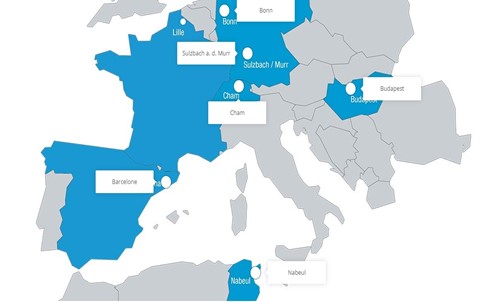 Bonn
Bonn
Lille
Sulzbach a. d. Murr
Sulzbach / Murr
Cham
Cham
Budapest
Budapest
Barcelone
Nabeul
Nabeul